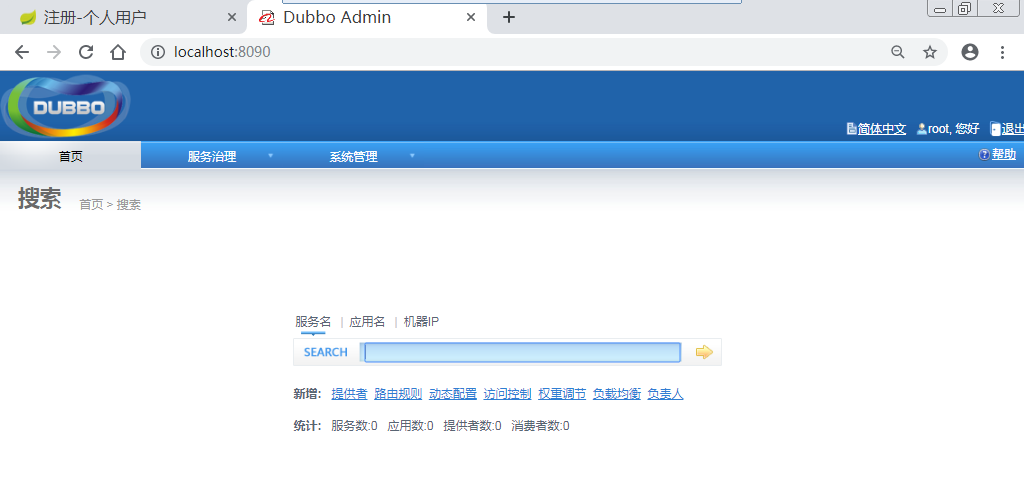 注册-个人用户
Dubbo Admin
localhost:8090
DUBBO
简体中文 root, 您好 退出
首页 服务治理 系统管理 帮助
搜索 首页 > 搜索
服务名 | 应用名 | 机器IP
SEARCH
新增: 提供者 路由规则 动态配置 访问控制 权重调节 负载均衡 负责人
统计: 服务数:0 应用数:0 提供者数:0 消费者数:0